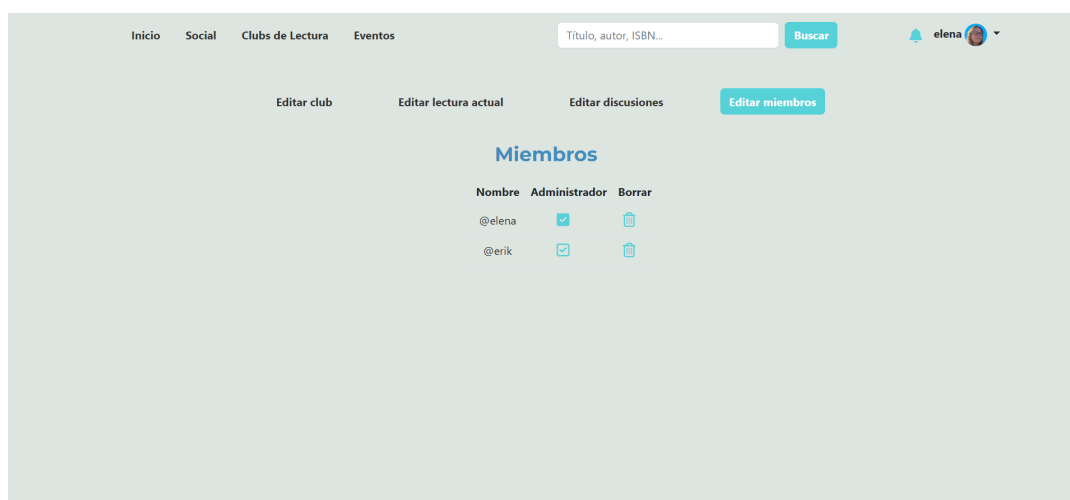 Inicio Social Clubs de Lectura Eventos Título, autor, ISBN... Buscar elena
Editar club Editar lectura actual Editar discusiones Editar miembros
Miembros
Nombre Administrador Borrar
@elena
@erik